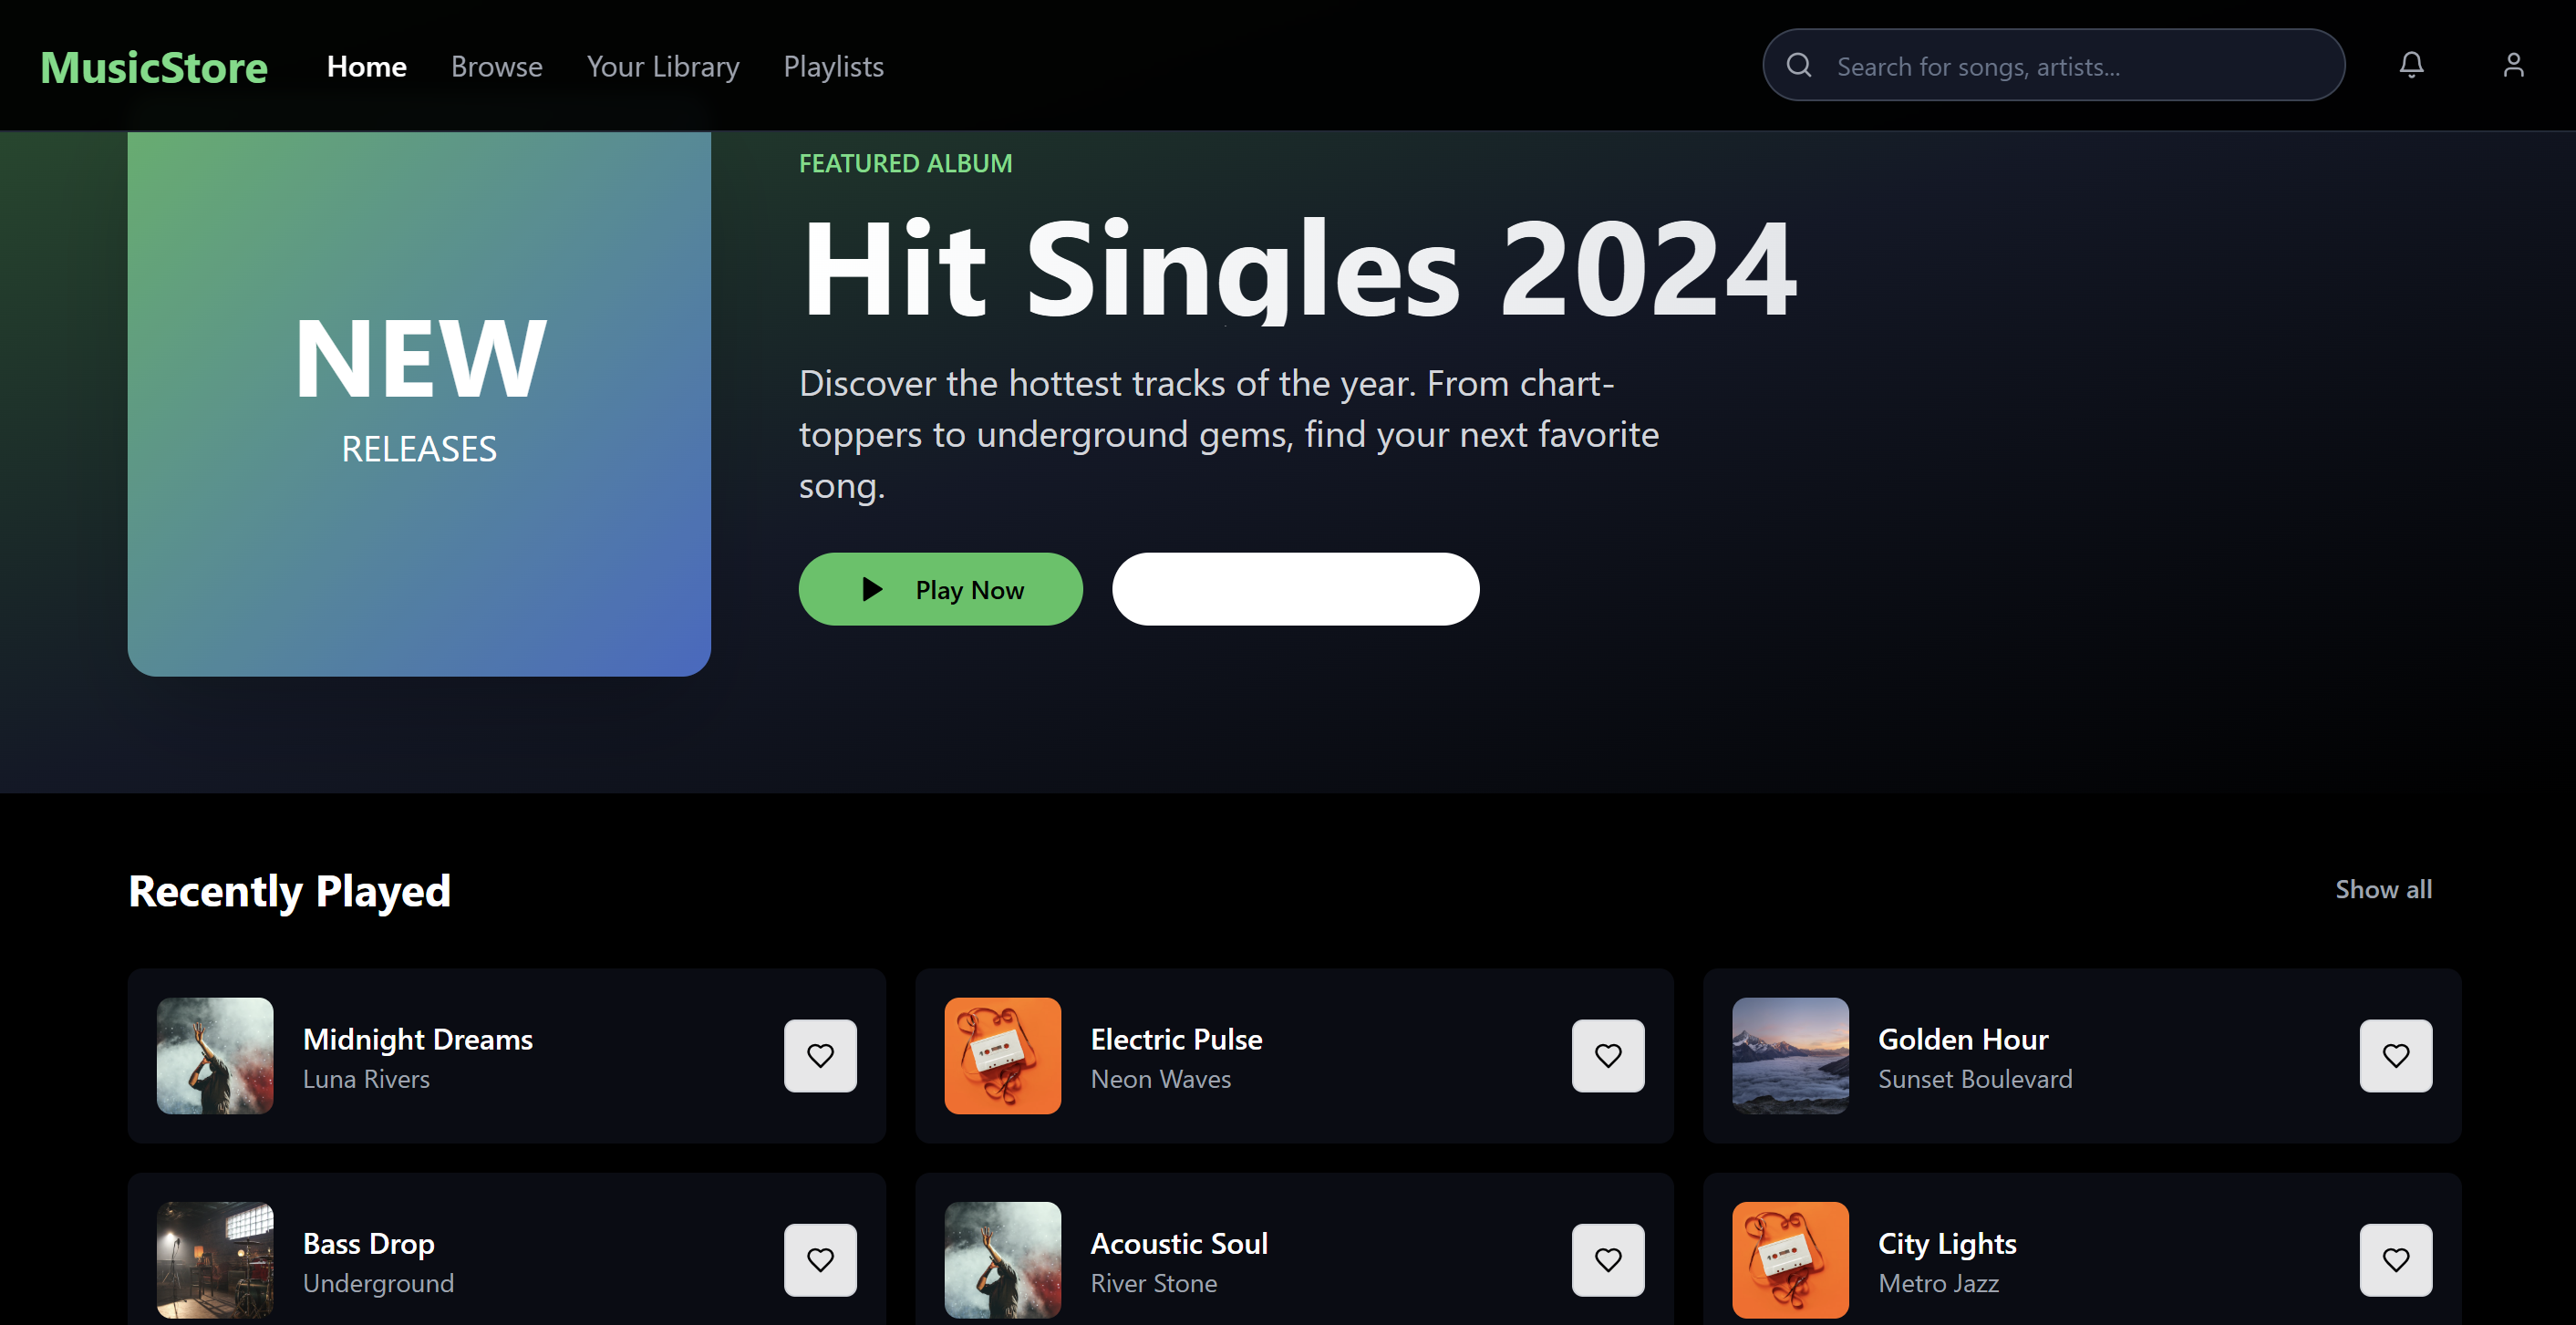 MusicStore Home Browse Your Library Playlists Search for songs, artists...
FEATURED ALBUM
Hit Singles 2024
NEW
RELEASES
Discover the hottest tracks of the year. From chart-
toppers to underground gems, find your next favorite
song.
Play Now
Recently Played Show all
Midnight Dreams
Luna Rivers
Electric Pulse
Neon Waves
Golden Hour
Sunset Boulevard
Bass Drop
Underground
Acoustic Soul
River Stone
City Lights
Metro Jazz